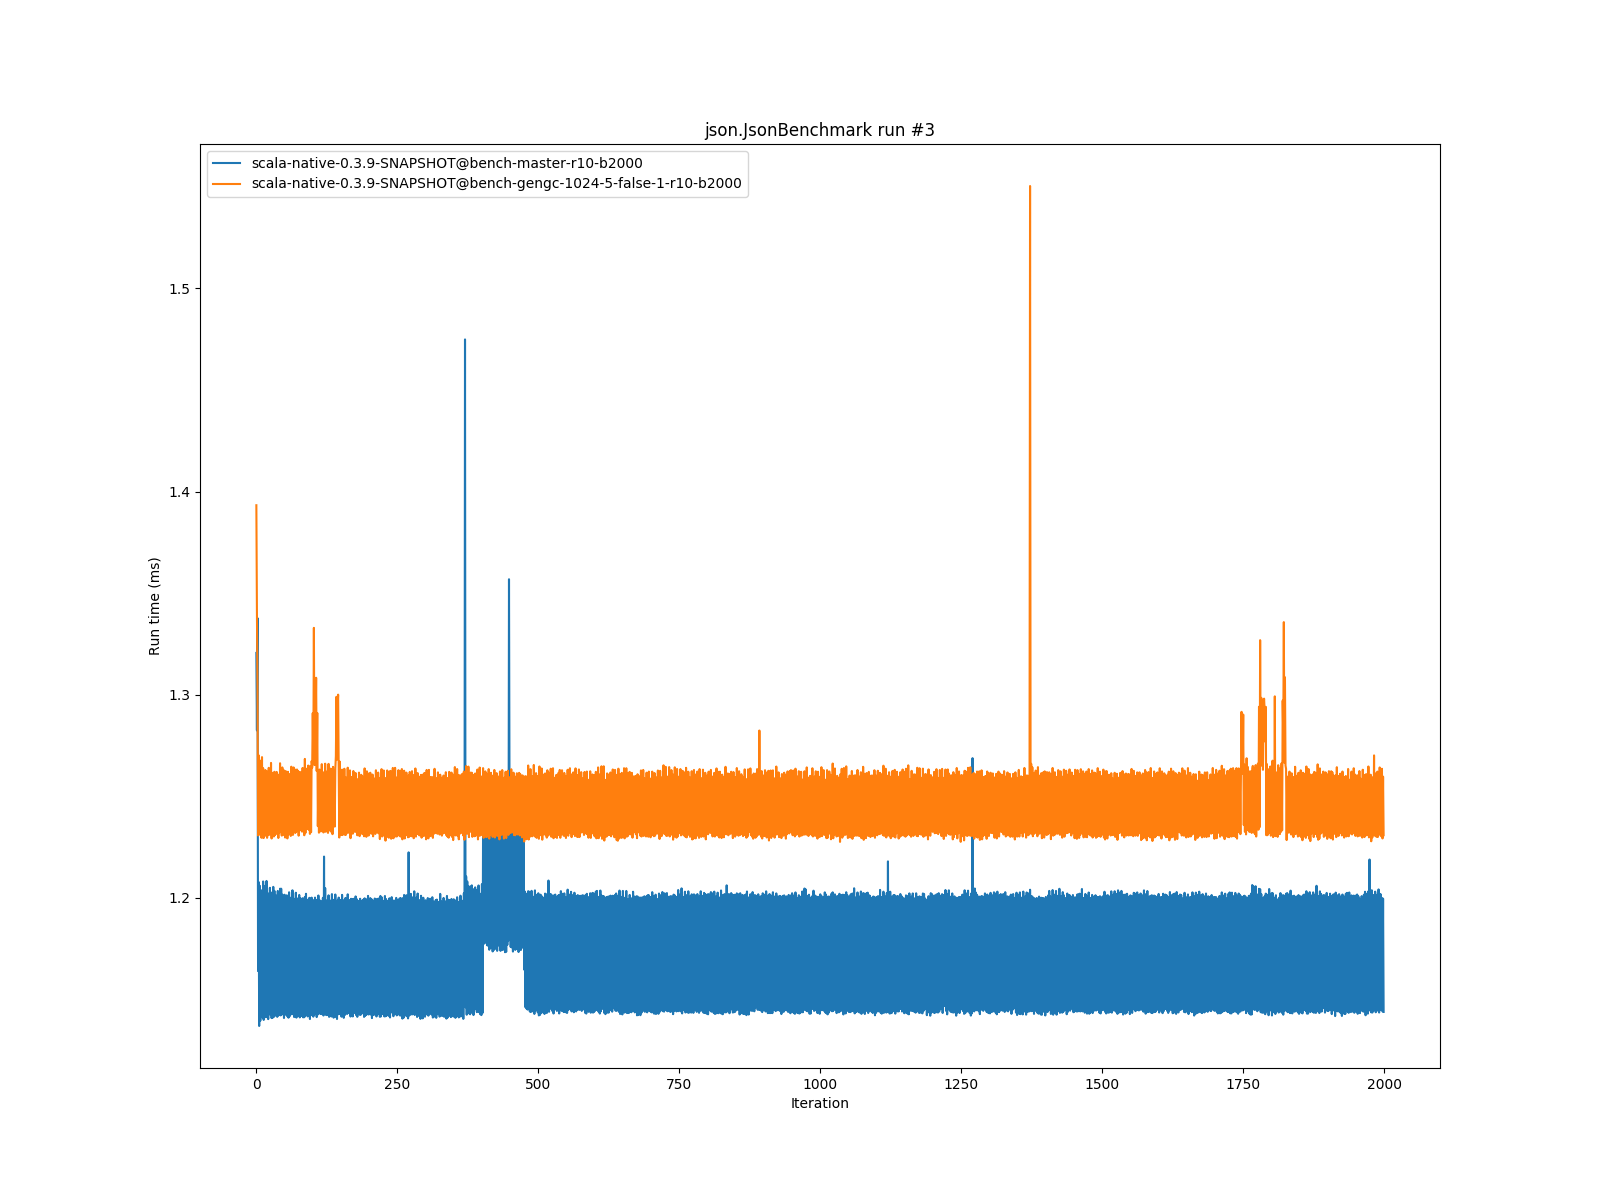 json.JsonBenchmark run #3
scala-native-0.3.9-SNAPSHOT@bench-master-r10-b2000
scala-native-0.3.9-SNAPSHOT@bench-gengc-1024-5-false-1-r10-b2000
Run time (ms)
1.5
1.4
1.3
1.2
0 250 500 750 1000 1250 1500 1750 2000
Iteration